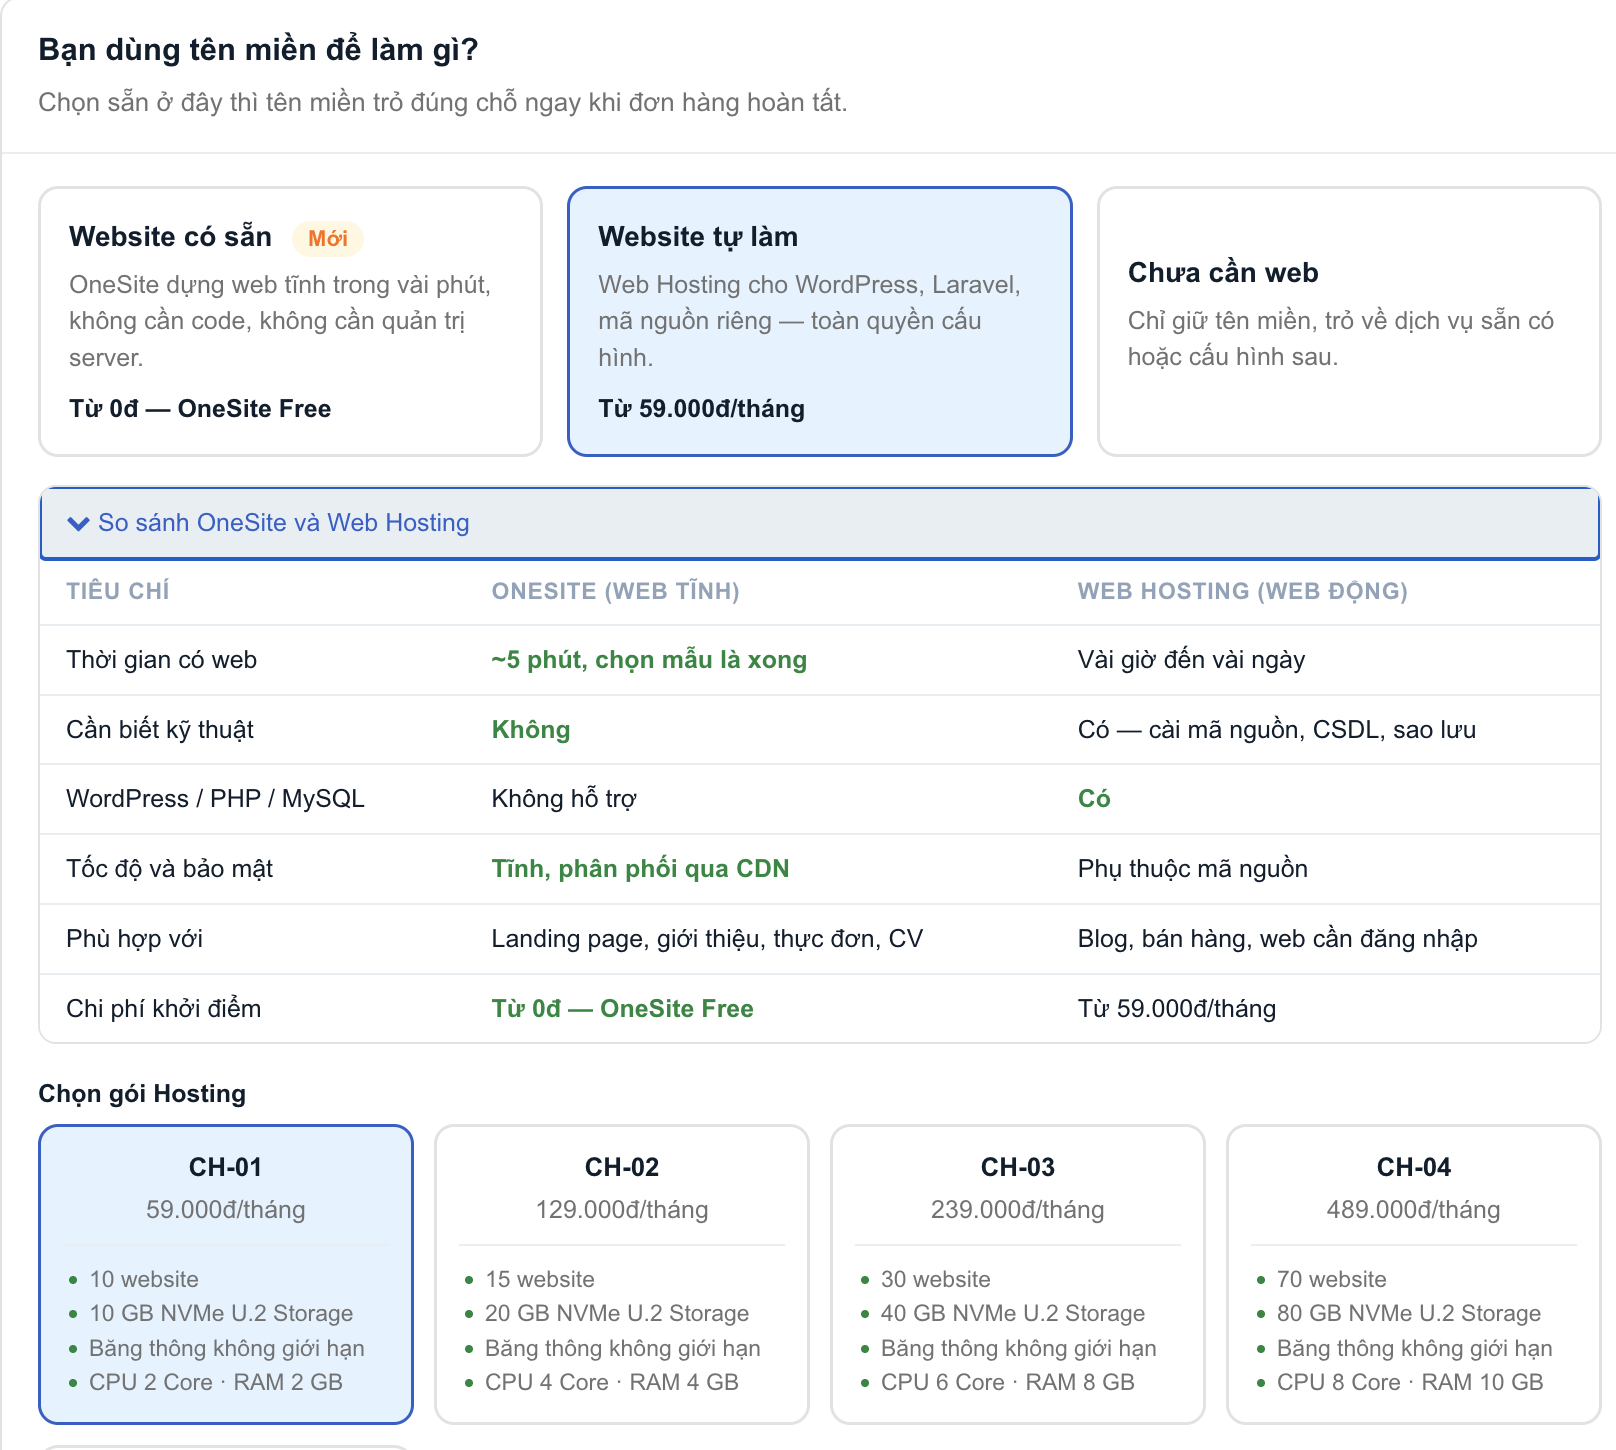 Bạn dùng tên miền để làm gì?
Chọn sẵn ở đây thì tên miền trỏ đúng chỗ ngay khi đơn hàng hoàn tất.
Website có sẵn Mới
OneSite dựng web tĩnh trong vài phút,
không cần code, không cần quản trị
server.
Từ 0đ — OneSite Free
Website tự làm
Web Hosting cho WordPress, Laravel,
mã nguồn riêng — toàn quyền cấu
hình.
Từ 59.000đ/tháng
Chưa cần web
Chỉ giữ tên miền, trỏ về dịch vụ sẵn có
hoặc cấu hình sau.
So sánh OneSite và Web Hosting
TIÊU CHÍ ONESITE (WEB TĨNH) WEB HOSTING (WEB ĐỘNG)
Thời gian có web ~5 phút, chọn mẫu là xong Vài giờ đến vài ngày
Cần biết kỹ thuật Không Có — cài mã nguồn, CSDL, sao lưu
WordPress / PHP / MySQL Không hỗ trợ Có
Tốc độ và bảo mật Tĩnh, phân phối qua CDN Phụ thuộc mã nguồn
Phù hợp với Landing page, giới thiệu, thực đơn, CV Blog, bán hàng, web cần đăng nhập
Chi phí khởi điểm Từ 0đ — OneSite Free Từ 59.000đ/tháng
Chọn gói Hosting
CH-01
59.000đ/tháng
10 website
10 GB NVMe U.2 Storage
Băng thông không giới hạn
CPU 2 Core · RAM 2 GB
CH-02
129.000đ/tháng
15 website
20 GB NVMe U.2 Storage
Băng thông không giới hạn
CPU 4 Core · RAM 4 GB
CH-03
239.000đ/tháng
30 website
40 GB NVMe U.2 Storage
Băng thông không giới hạn
CPU 6 Core · RAM 8 GB
CH-04
489.000đ/tháng
70 website
80 GB NVMe U.2 Storage
Băng thông không giới hạn
CPU 8 Core · RAM 10 GB